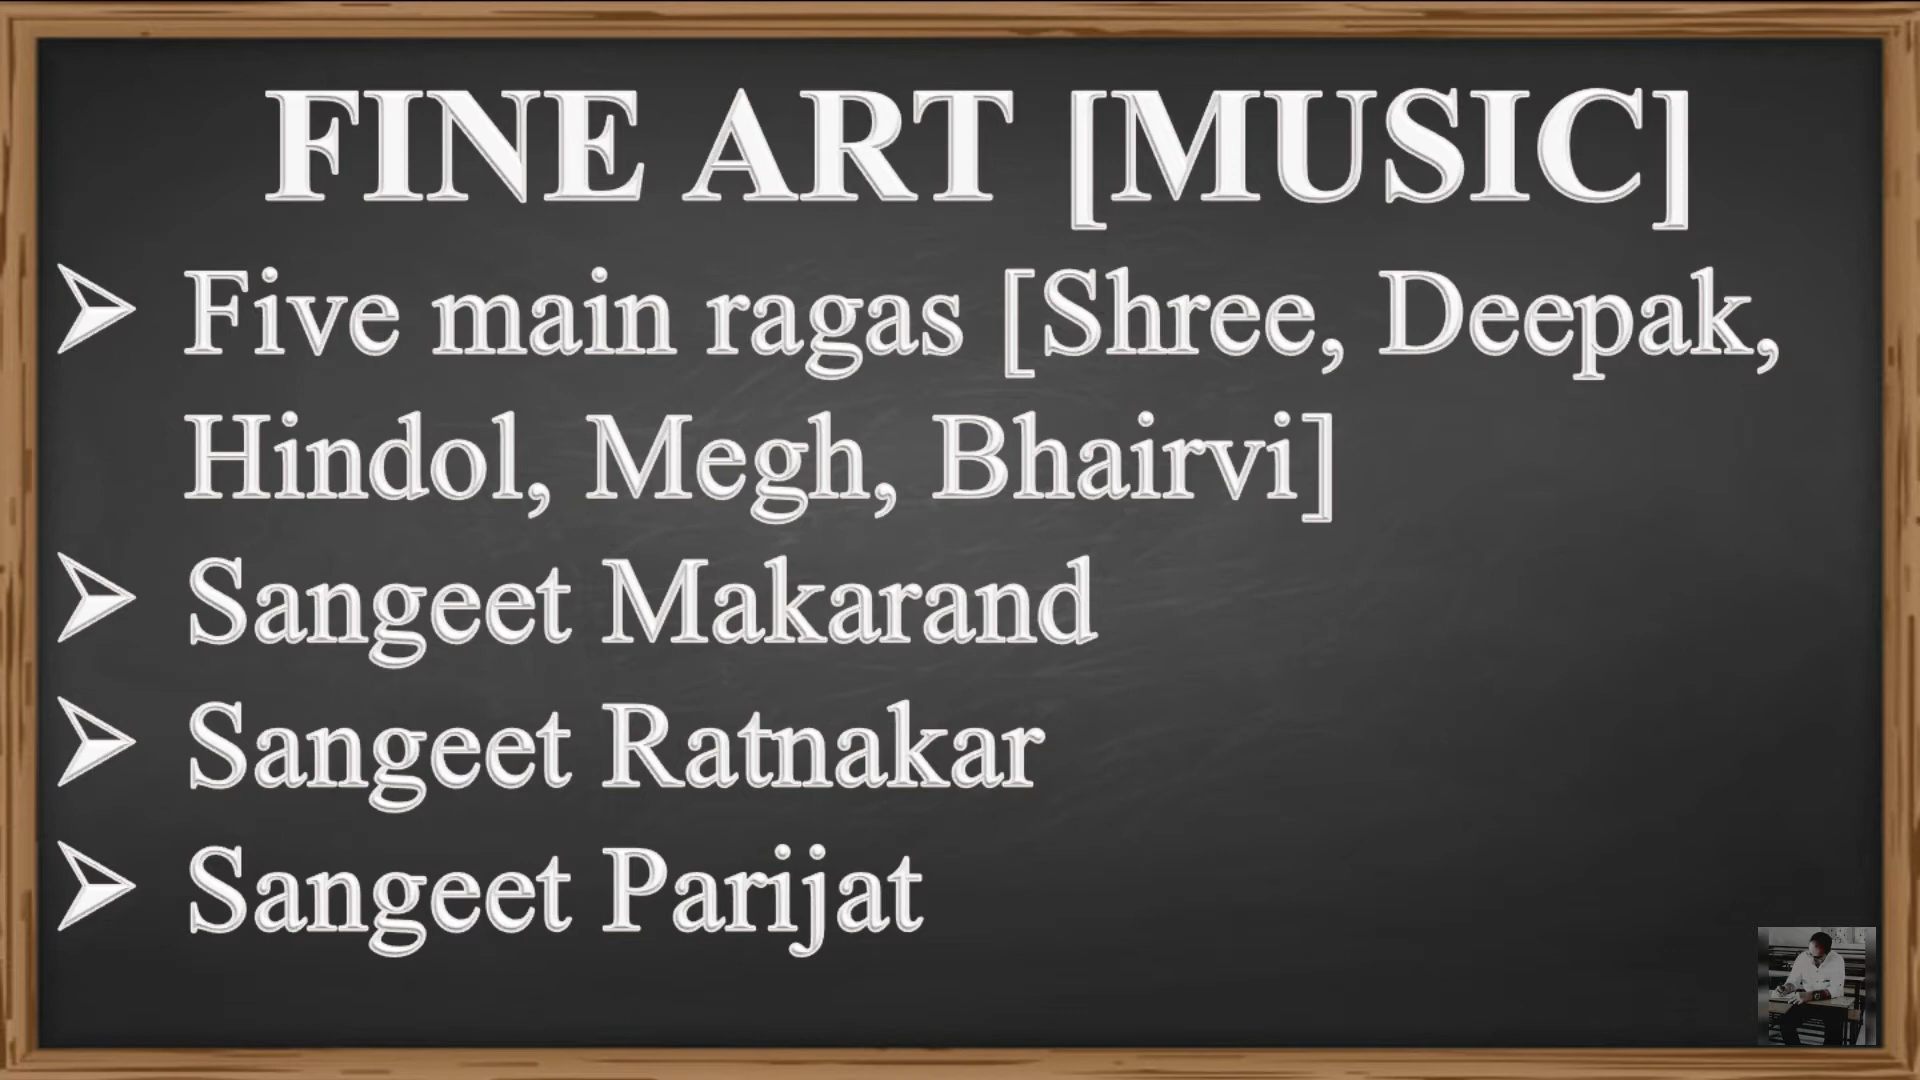 FINE ART [MUSIC]
➢ Five main ragas [Shree, Deepak,
Hindol, Megh, Bhairvi]
➢ Sangeet Makarand
➢ Sangeet Ratnakar
➢ Sangeet Parijat